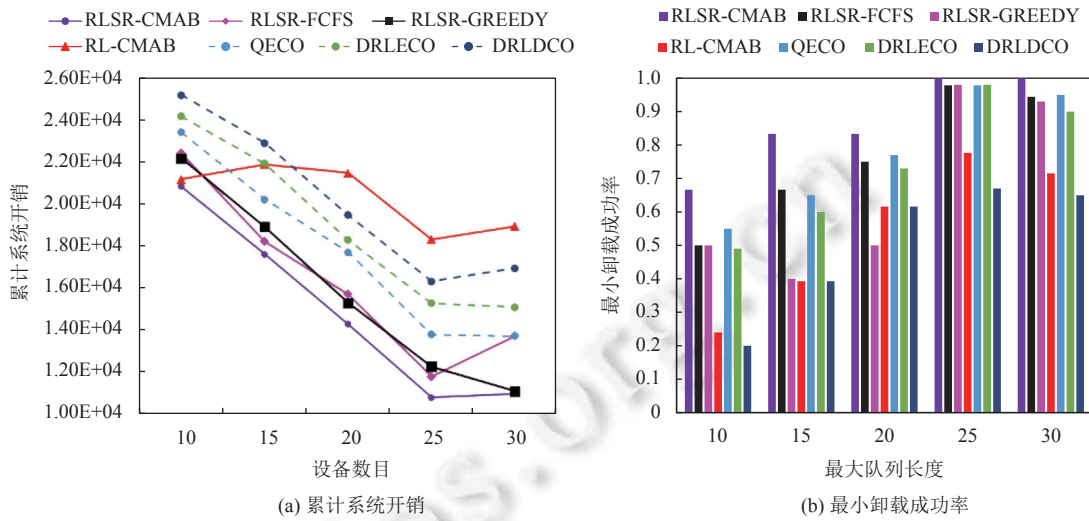 RLSR-CMAB RLSR-FCFS RLSR-GREEDY
RL-CMAB QECO DRLECO DRLDCO
2.60E+04
2.40E+04
2.20E+04
2.00E+04
1.80E+04
1.60E+04
1.40E+04
1.20E+04
1.00E+04
累计系统开销
10 15 20 25 30
设备数目
(a) 累计系统开销
RLSR-CMAB RLSR-FCFS RLSR-GREEDY
RL-CMAB QECO DRLECO DRLDCO
1.0
0.9
0.8
0.7
0.6
0.5
0.4
0.3
0.2
0.1
0
最小卸载成功率
10 15 20 25 30
最大队列长度
(b) 最小卸载成功率